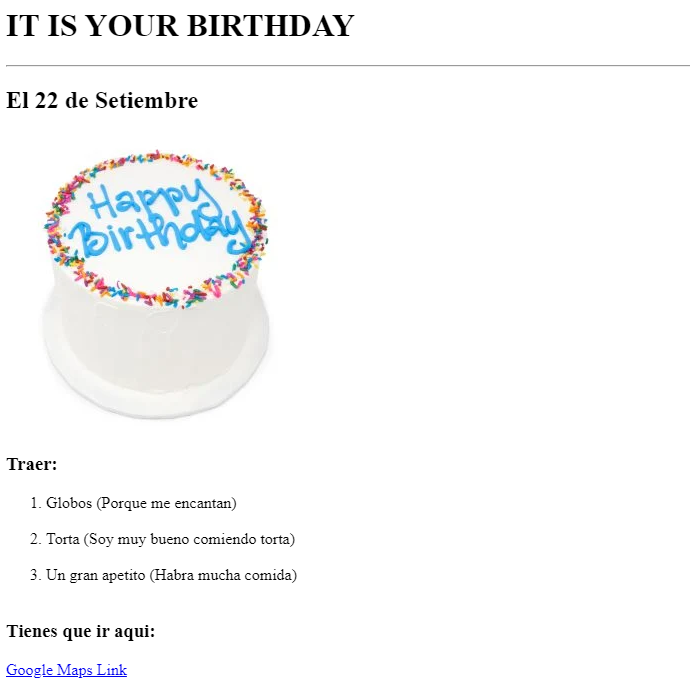 IT IS YOUR BIRTHDAY
El 22 de Setiembre
Happy
Birthday
Traer:
1. Globos (Porque me encantan)
2. Torta (Soy muy bueno comiendo torta)
3. Un gran apetito (Habra mucha comida)
Tienes que ir aqui:
Google Maps Link